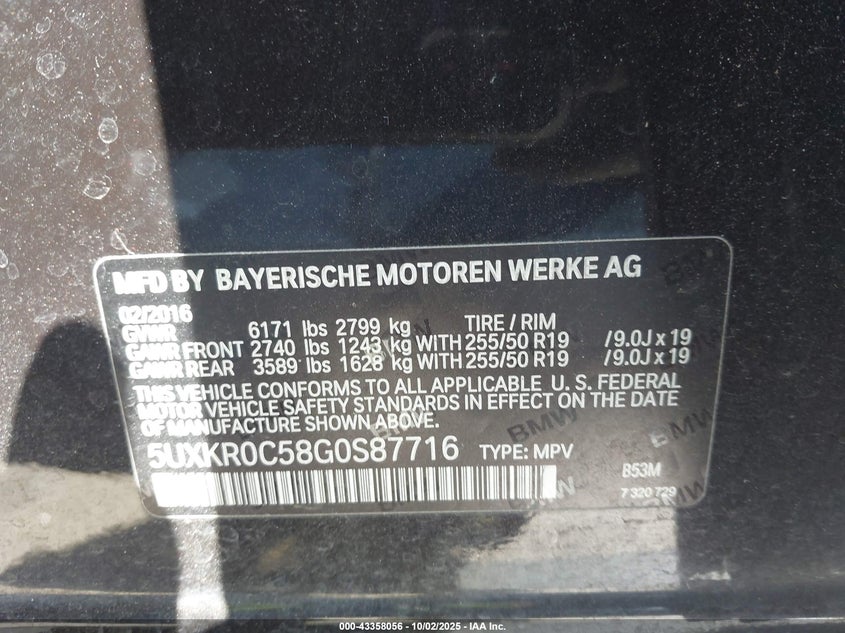 MFD BY BAYERISCHE MOTOREN WERKE AG
02/2016
GVWR 6171 lbs 2799 kg TIRE / RIM
GAWR FRONT 2740 lbs 1243 kg WITH 255/50 R19 /9.0J x 19
GAWR REAR 3589 lbs 1628 kg WITH 255/50 R19 /9.0J x 19
THIS VEHICLE CONFORMS TO ALL APPLICABLE U. S. FEDERAL
MOTOR VEHICLE SAFETY STANDARDS IN EFFECT ON THE DATE
OF MANUFACTURE SHOWN ABOVE.
5UXKR0C58G0S87716 TYPE: MPV
B53M
7 320 729
BMW
000-43358056 - 10/02/2025 - IAA Inc.